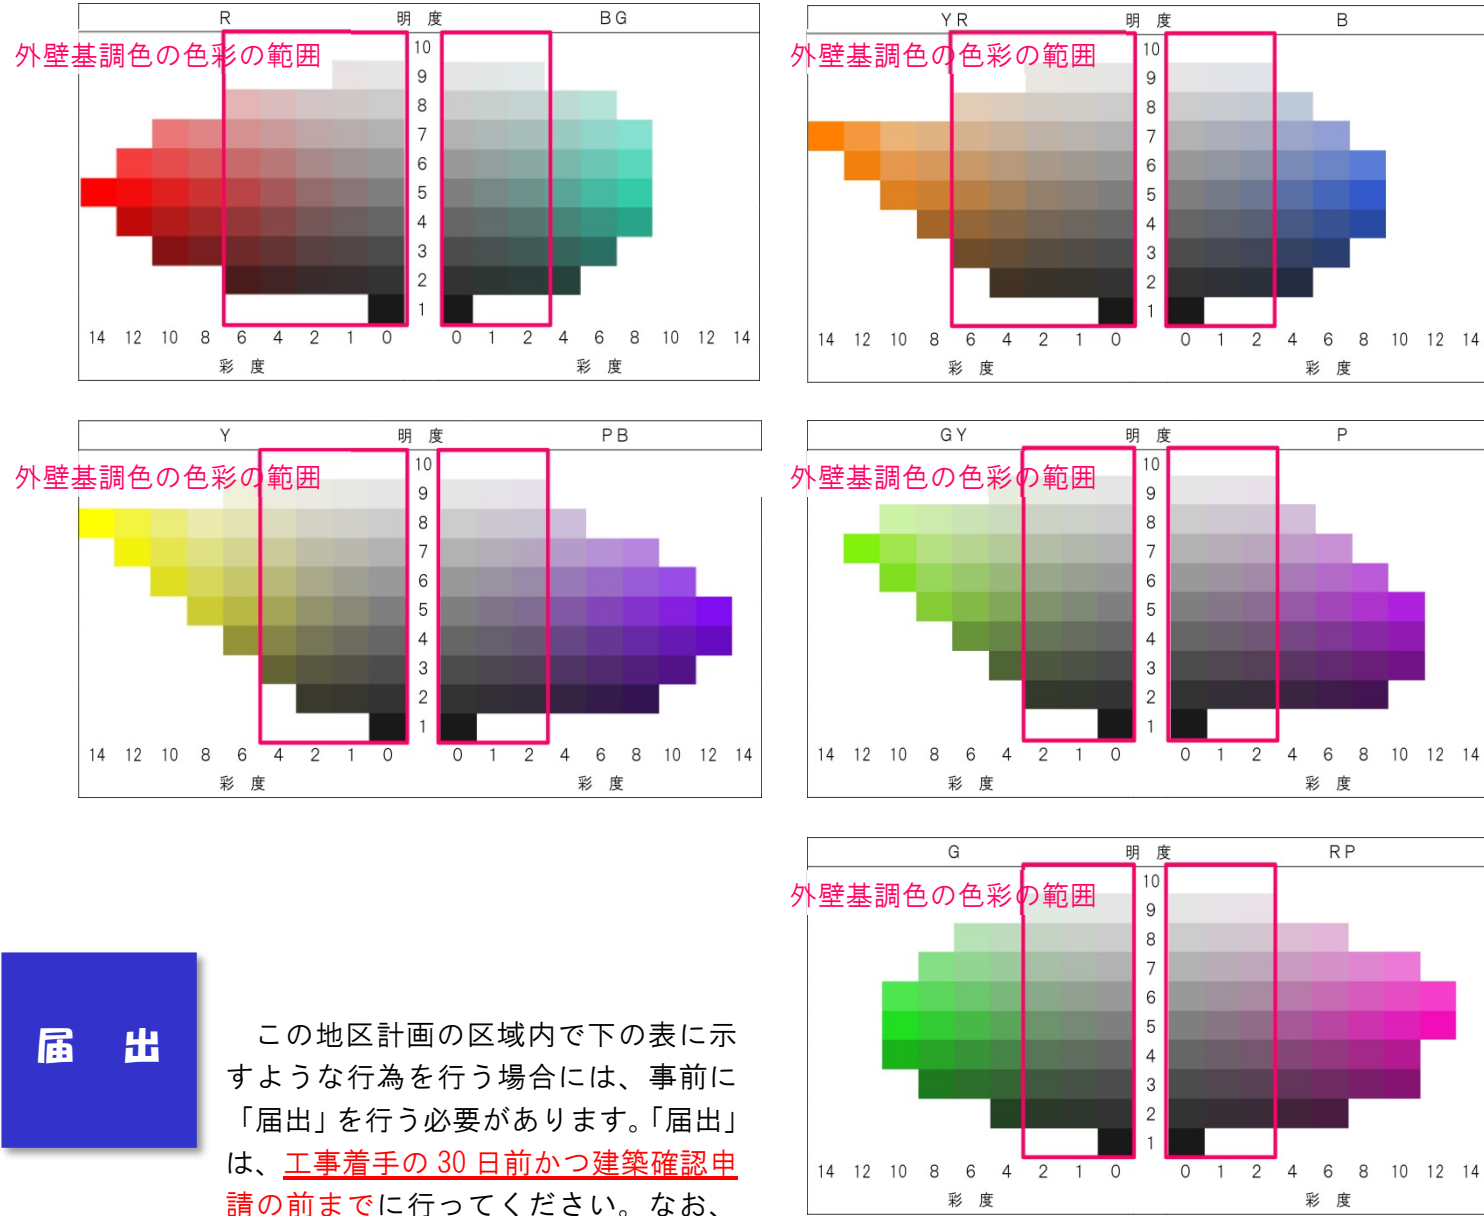 R 明 度 BG
外壁基調色の色彩の範囲
10
9
8
7
6
5
4
3
2
1
14 12 10 8 6 4 2 1 0 0 1 2 4 6 8 10 12 14
彩 度 彩 度
YR 明 度 B
外壁基調色の色彩の範囲
10
9
8
7
6
5
4
3
2
1
14 12 10 8 6 4 2 1 0 0 1 2 4 6 8 10 12 14
彩 度 彩 度
Y 明 度 PB
外壁基調色の色彩の範囲
10
9
8
7
6
5
4
3
2
1
14 12 10 8 6 4 2 1 0 0 1 2 4 6 8 10 12 14
彩 度 彩 度
GY 明 度 P
外壁基調色の色彩の範囲
10
9
8
7
6
5
4
3
2
1
14 12 10 8 6 4 2 1 0 0 1 2 4 6 8 10 12 14
彩 度 彩 度
G 明 度 RP
外壁基調色の色彩の範囲
10
9
8
7
6
5
4
3
2
1
14 12 10 8 6 4 2 1 0 0 1 2 4 6 8 10 12 14
彩 度 彩 度
届 出
この地区計画の区域内で下の表に示
すような行為を行う場合には、事前に
「届出」を行う必要があります。「届出」
は、工事着手の 30 日前かつ建築確認申
請の前までに行ってください。なお、